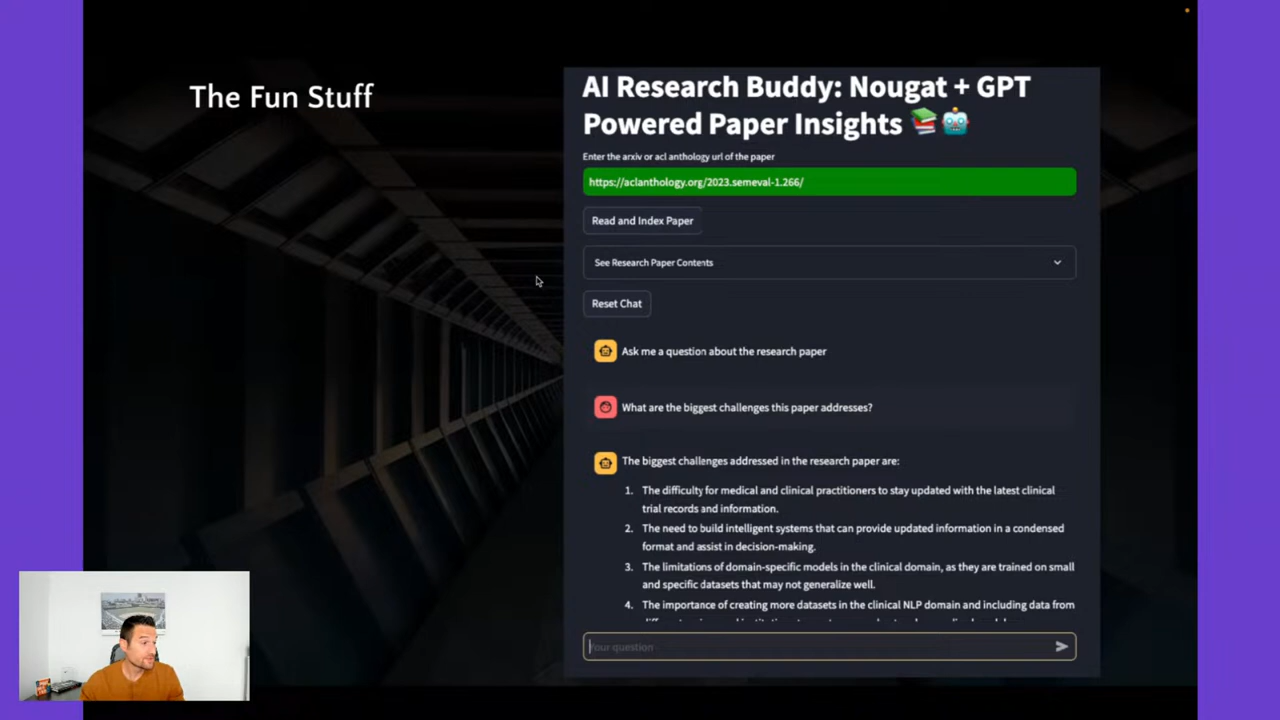 The Fun Stuff
AI Research Buddy: Nougat + GPT
Powered Paper Insights 📚🤖
Enter the arxiv or acl anthology url of the paper
https://aclanthology.org/2023.semeval-1.266/
Read and Index Paper
See Research Paper Contents
Reset Chat
Ask me a question about the research paper
What are the biggest challenges this paper addresses?
The biggest challenges addressed in the research paper are:
1. The difficulty for medical and clinical practitioners to stay updated with the latest clinical
trial records and information.
2. The need to build intelligent systems that can provide updated information in a condensed
format and assist in decision-making.
3. The limitations of domain-specific models in the clinical domain, as they are trained on small
and specific datasets that may not generalize well.
4. The importance of creating more datasets in the clinical NLP domain and including data from
Your question